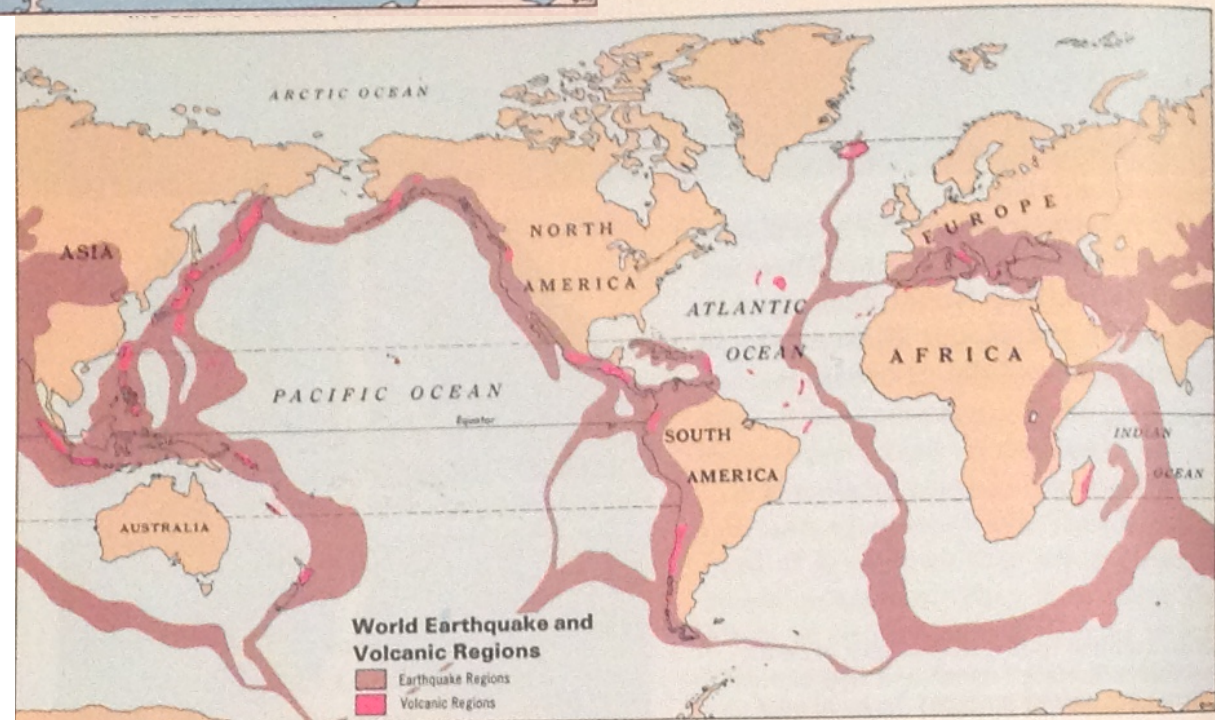 ARCTIC OCEAN
NORTH
AMERICA
EUROPE
ASIA
ATLANTIC
OCEAN
AFRICA
PACIFIC OCEAN
Equator
SOUTH
AMERICA
INDIAN
OCEAN
AUSTRALIA
World Earthquake and
Volcanic Regions
Earthquake Regions
Volcanic Regions